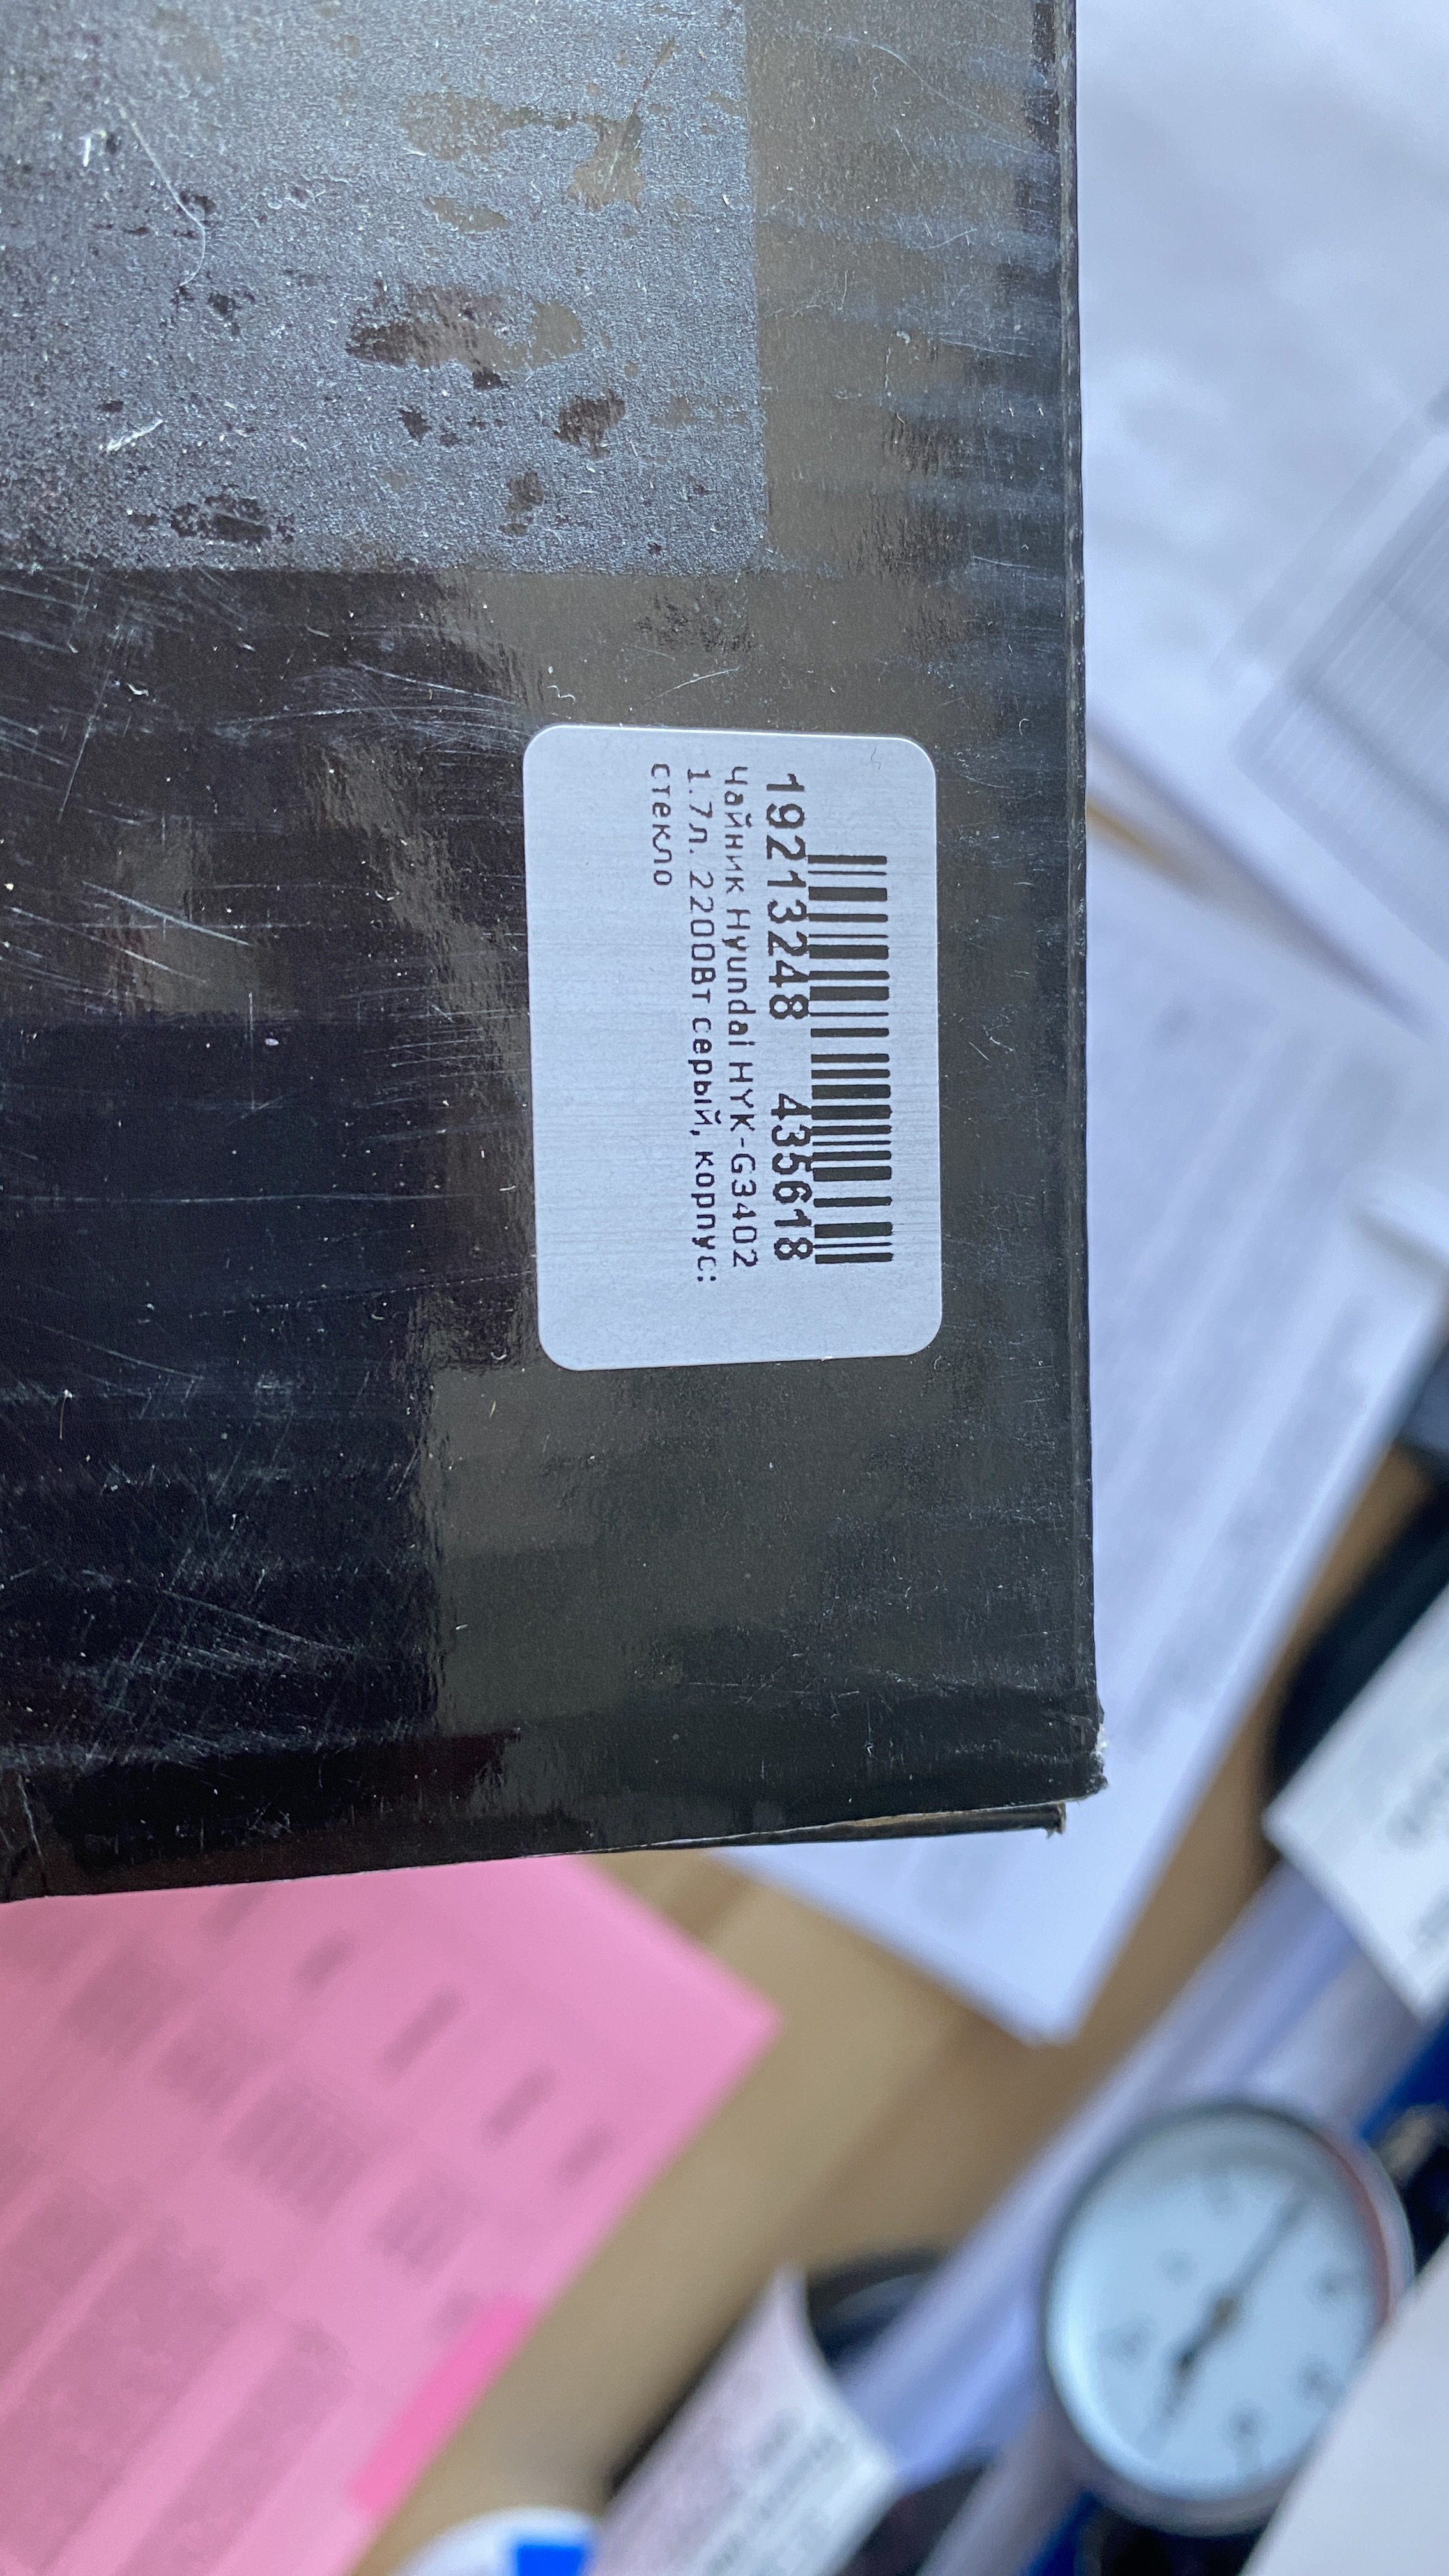 19213248 435618
Чайник Hyundai HYK-G3402
1.7л. 2200Вт серый, корпус:
стекло